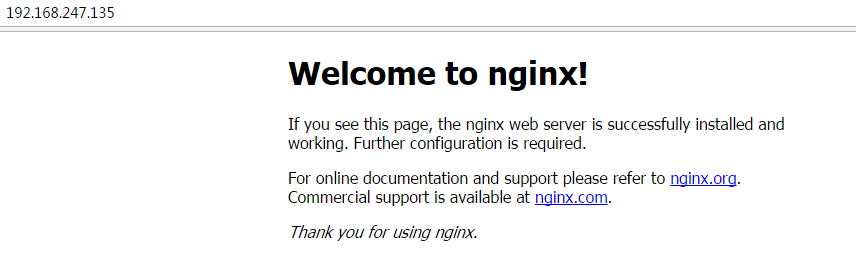 192.168.247.135
Welcome to nginx!
If you see this page, the nginx web server is successfully installed and
working. Further configuration is required.
For online documentation and support please refer to nginx.org.
Commercial support is available at nginx.com.
Thank you for using nginx.